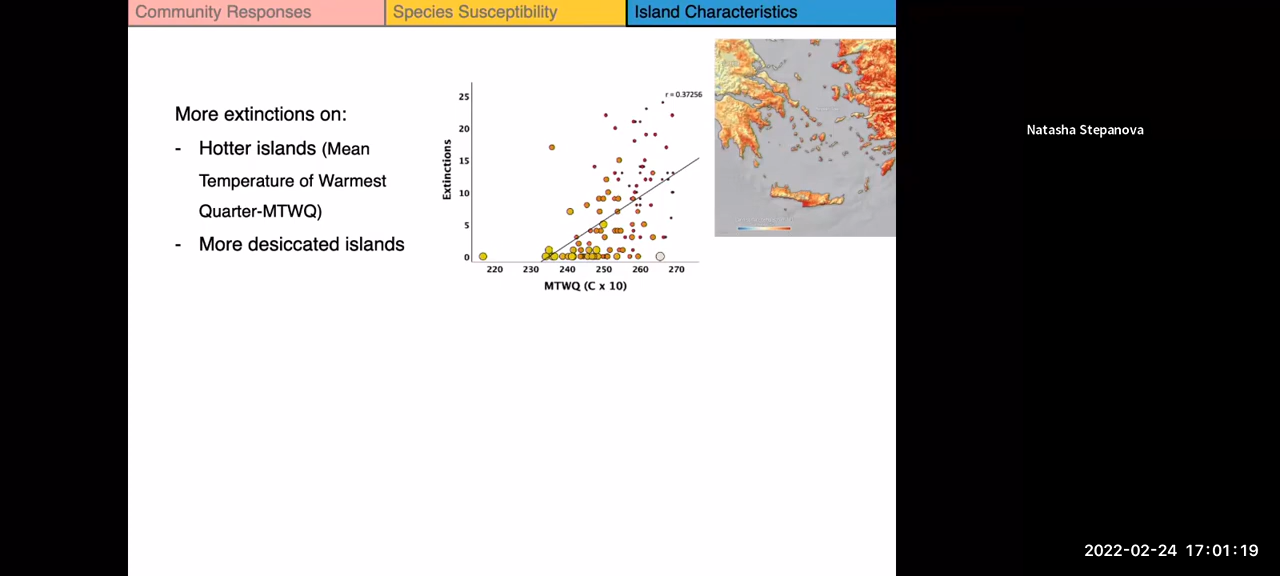 Community Responses
Species Susceptibility
Island Characteristics
More extinctions on:
- Hotter islands (Mean
Temperature of Warmest
Quarter-MTWQ)
- More desiccated islands
r = 0.37256
Extinctions
25
20
15
10
5
0
220 230 240 250 260 270
MTWQ (C x 10)
Natasha Stepanova
2022-02-24 17:01:19